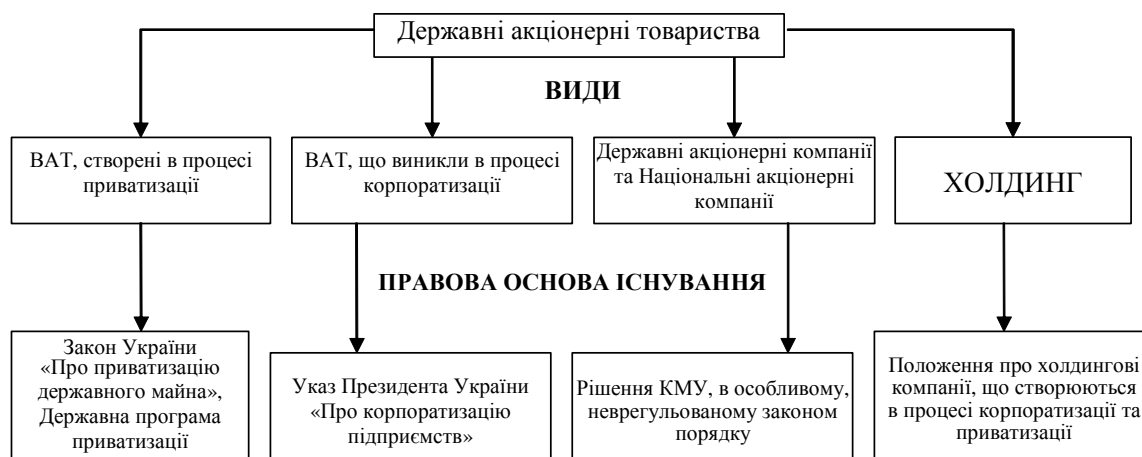 Державні акціонерні товариства
ВИДИ
ВАТ, створені в процесі
приватизації
ВАТ, що виникли в процесі
корпоратизації
Державні акціонерні компанії
та Національні акціонерні
компанії
ХОЛДИНГ
ПРАВОВА ОСНОВА ІСНУВАННЯ
Закон України
«Про приватизацію
державного майна»,
Державна програма
приватизації
Указ Президента України
«Про корпоратизацію
підприємств»
Рішення КМУ, в особливому,
неврегульованому законом
порядку
Положення про холдингові
компанії, що створюються
в процесі корпоратизації та
приватизації